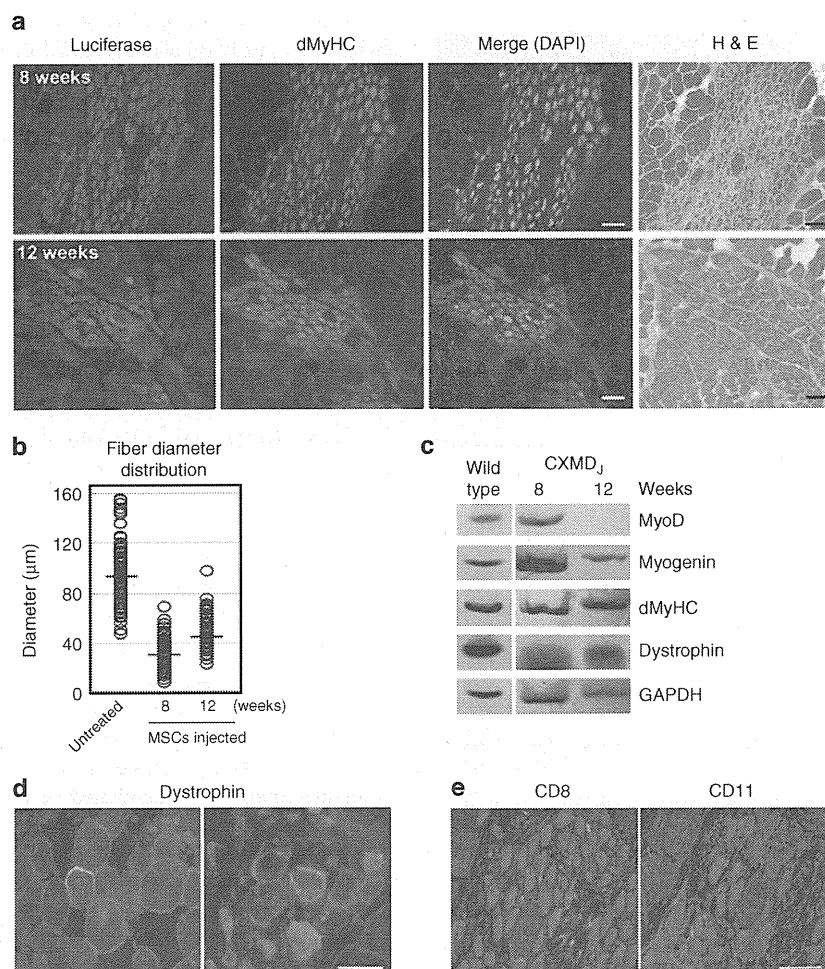 a
Luciferase dMyHC Merge (DAPI) H & E
8 weeks
12 weeks
b
Fiber diameter
distribution
Diameter (µm)
160
120
80
40
0
Untreated
8 12 (weeks)
MSCs injected
c
Wild
type
CXMDJ
8 12 Weeks
MyoD
Myogenin
dMyHC
Dystrophin
GAPDH
d
Dystrophin
e
CD8 CD11